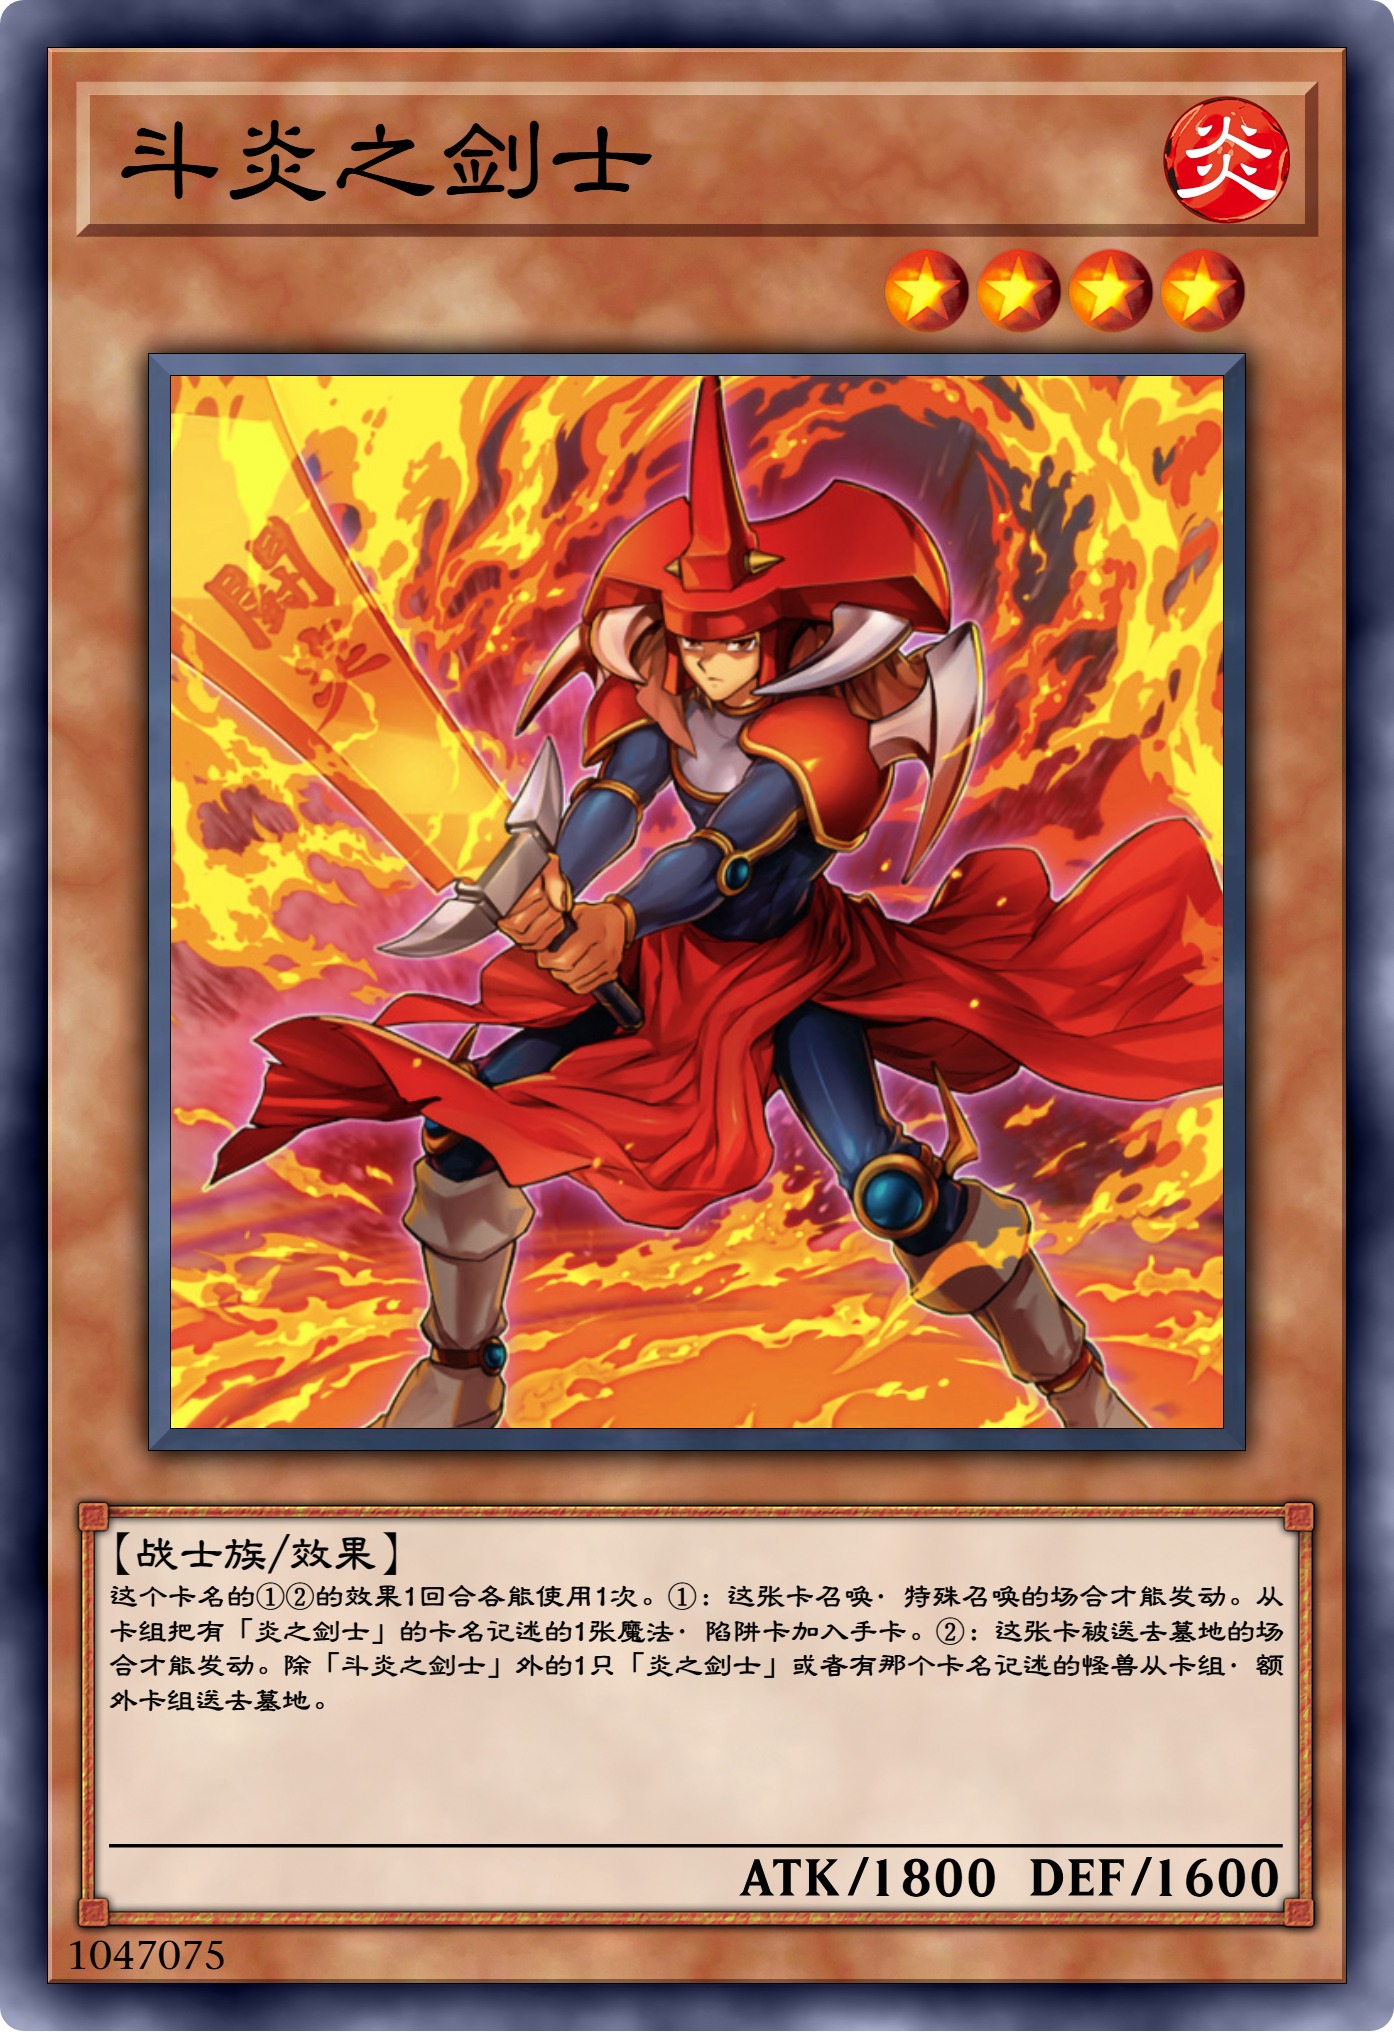 斗炎之剑士
炎
闘炎
【战士族/效果】
这个卡名的①②的效果1回合各能使用1次。①：这张卡召唤·特殊召唤的场合才能发动。从
卡组把有「炎之剑士」的卡名记述的1张魔法·陷阱卡加入手卡。②：这张卡被送去墓地的场
合才能发动。除「斗炎之剑士」外的1只「炎之剑士」或者有那个卡名记述的怪兽从卡组·额
外卡组送去墓地。
ATK/1800 DEF/1600
1047075